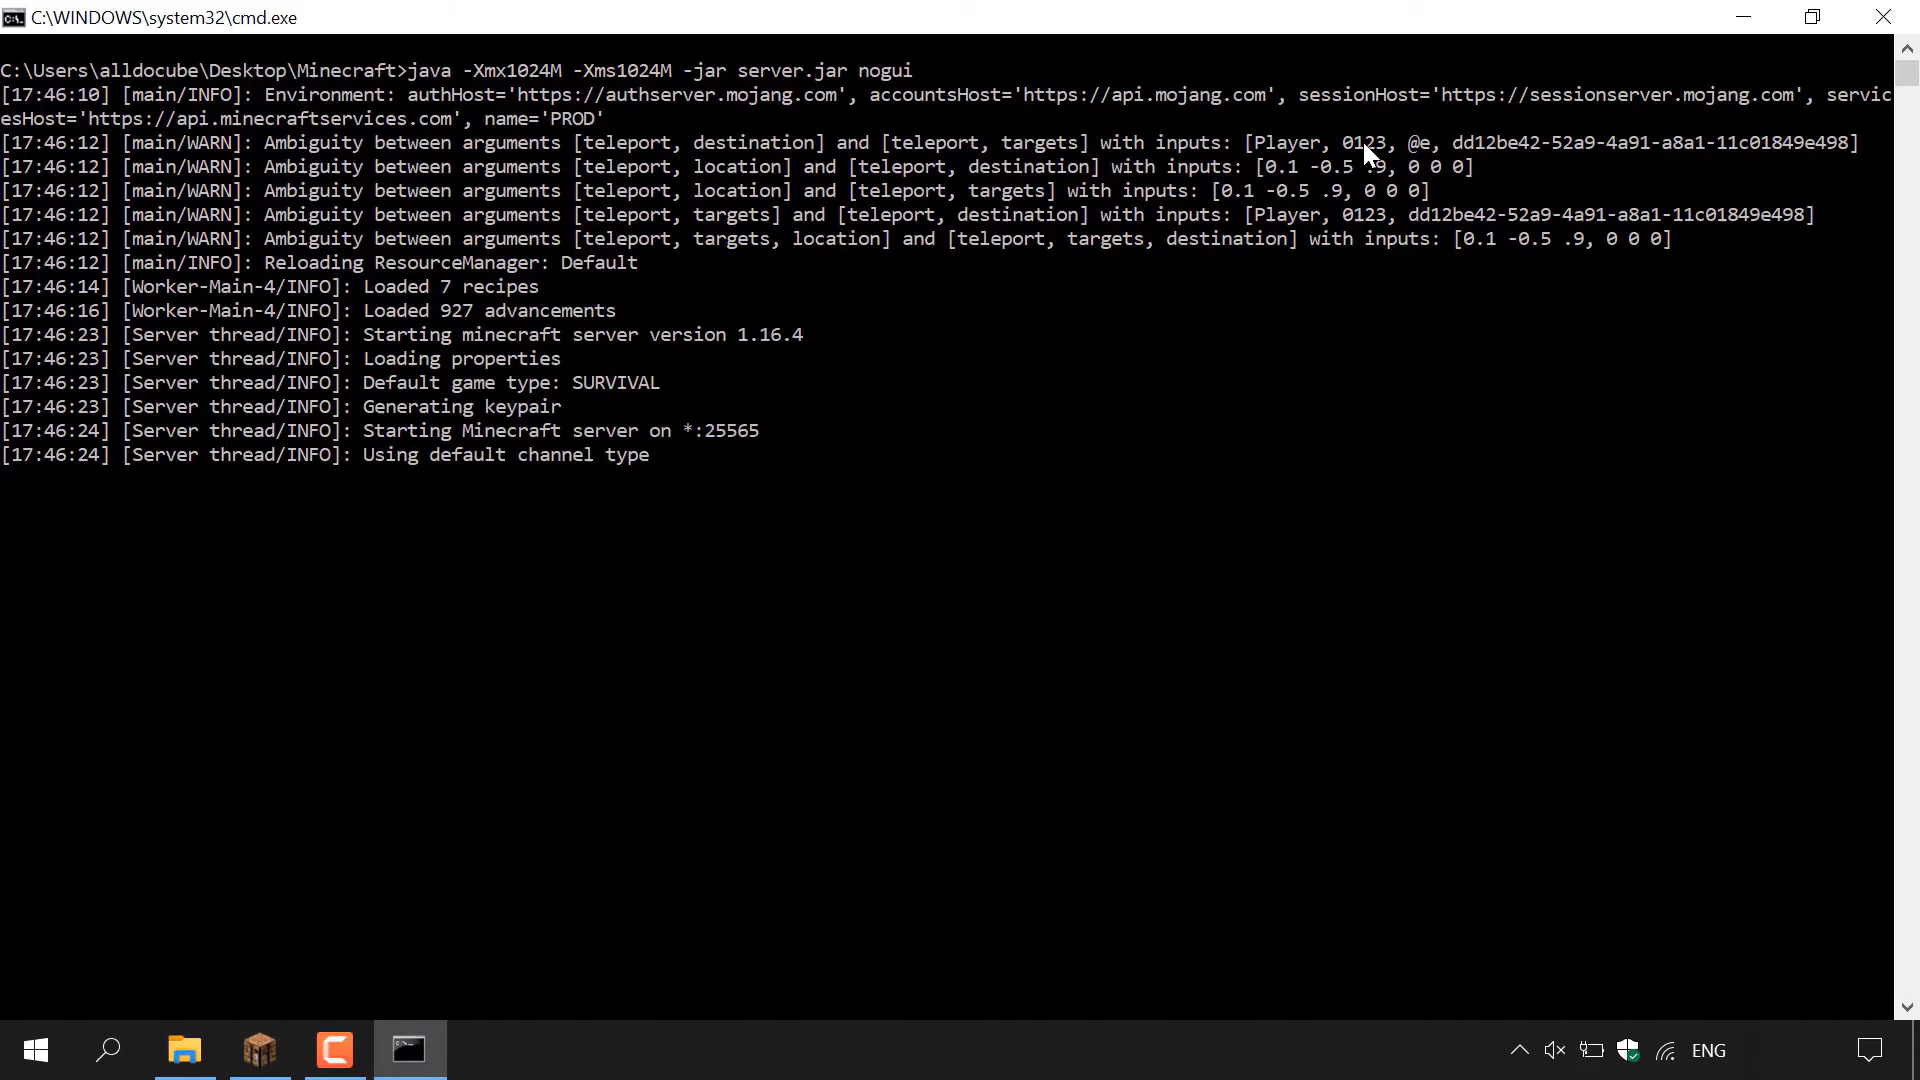 C:\WINDOWS\system32\cmd.exe
C:\Users\alldocube\Desktop\Minecraft>java -Xmx1024M -Xms1024M -jar server.jar nogui
[17:46:10] [main/INFO]: Environment: authHost='https://authserver.mojang.com', accountsHost='https://api.mojang.com', sessionHost='https://sessionserver.mojang.com', servic
esHost='https://api.minecraftservices.com', name='PROD'
[17:46:12] [main/WARN]: Ambiguity between arguments [teleport, destination] and [teleport, targets] with inputs: [Player, 0123, @e, dd12be42-52a9-4a91-a8a1-11c01849e498]
[17:46:12] [main/WARN]: Ambiguity between arguments [teleport, location] and [teleport, destination] with inputs: [0.1 -0.5 .9, 0 0 0]
[17:46:12] [main/WARN]: Ambiguity between arguments [teleport, location] and [teleport, targets] with inputs: [0.1 -0.5 .9, 0 0 0]
[17:46:12] [main/WARN]: Ambiguity between arguments [teleport, targets] and [teleport, destination] with inputs: [Player, 0123, dd12be42-52a9-4a91-a8a1-11c01849e498]
[17:46:12] [main/WARN]: Ambiguity between arguments [teleport, targets, location] and [teleport, targets, destination] with inputs: [0.1 -0.5 .9, 0 0 0]
[17:46:12] [main/INFO]: Reloading ResourceManager: Default
[17:46:14] [Worker-Main-4/INFO]: Loaded 7 recipes
[17:46:16] [Worker-Main-4/INFO]: Loaded 927 advancements
[17:46:23] [Server thread/INFO]: Starting minecraft server version 1.16.4
[17:46:23] [Server thread/INFO]: Loading properties
[17:46:23] [Server thread/INFO]: Default game type: SURVIVAL
[17:46:23] [Server thread/INFO]: Generating keypair
[17:46:24] [Server thread/INFO]: Starting Minecraft server on *:25565
[17:46:24] [Server thread/INFO]: Using default channel type
ENG